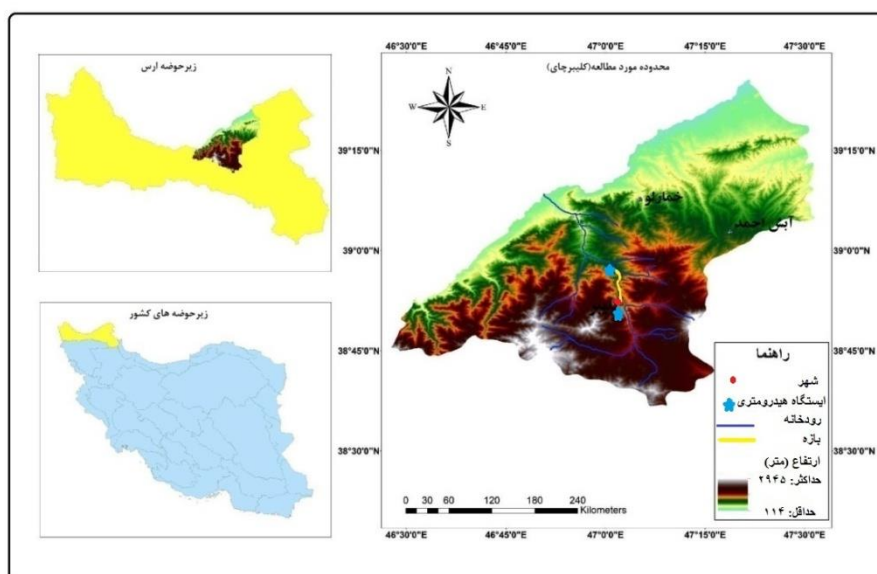 زیرحوضه ارس
زیرحوضه های کشور
محدوده مورد مطالعه(کلیبرچای)
46°30'0"E 46°45'0"E 47°0'0"E 47°15'0"E 47°30'0"E
N
W E
S
39°15'0"N 39°15'0"N
خمارلو
آبش احمد
39°0'0"N 39°0'0"N
38°45'0"N 38°45'0"N
38°30'0"N 38°30'0"N
راهنما
شهر
ایستگاه هیدرومتری
رودخانه
بازه
ارتفاع (متر)
حداکثر: ۲۹۴۵
حداقل: ۱۱۴
0 15 30 60 120 180 240
Kilometers
46°30'0"E 46°45'0"E 47°0'0"E 47°15'0"E 47°30'0"E